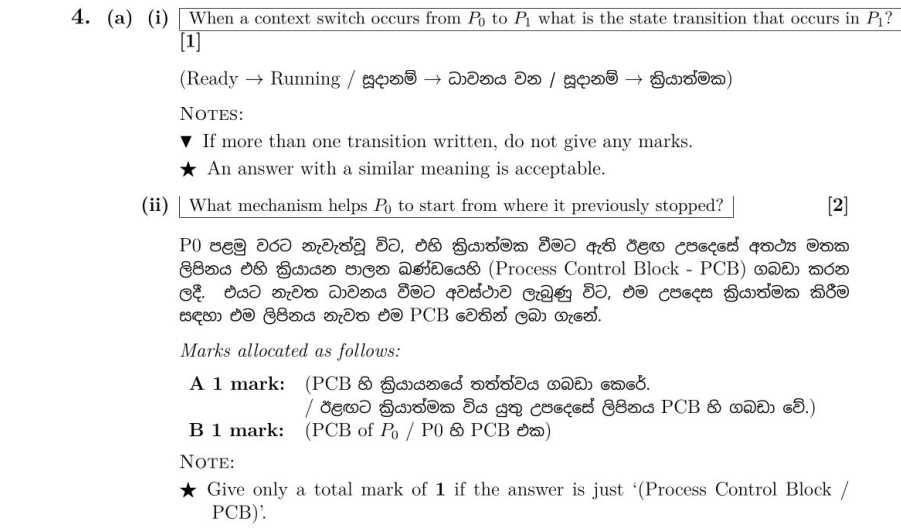 4. (a) (i) When a context switch occurs from P0 to P1 what is the state transition that occurs in P1?
[1]
(Ready → Running / සූදානම් → ධාවනය වන / සූදානම් → ක්‍රියාත්මක)
NOTES:
▼ If more than one transition written, do not give any marks.
★ An answer with a similar meaning is acceptable.
(ii) What mechanism helps P0 to start from where it previously stopped? [2]
P0 පළමු වරට නැවැත්වූ විට, එහි ක්‍රියාත්මක වීමට ඇති ඊළඟ උපදෙසේ අතථ්‍ය මතක
ලිපිනය එහි ක්‍රියායන පාලන ඛණ්ඩයෙහි (Process Control Block - PCB) ගබඩා කරන
ලදී. එයට නැවත ධාවනය වීමට අවස්ථාව ලැබුණු විට, එම උපදෙස ක්‍රියාත්මක කිරීම
සඳහා එම ලිපිනය නැවත එම PCB වෙතින් ලබා ගැනේ.
Marks allocated as follows:
A 1 mark: (PCB හි ක්‍රියායනයේ තත්ත්වය ගබඩා කෙරේ.
/ ඊළඟට ක්‍රියාත්මක විය යුතු උපදෙසේ ලිපිනය PCB හි ගබඩා වේ.)
B 1 mark: (PCB of P0 / P0 හි PCB එක)
NOTE:
★ Give only a total mark of 1 if the answer is just ‘(Process Control Block /
PCB)’.